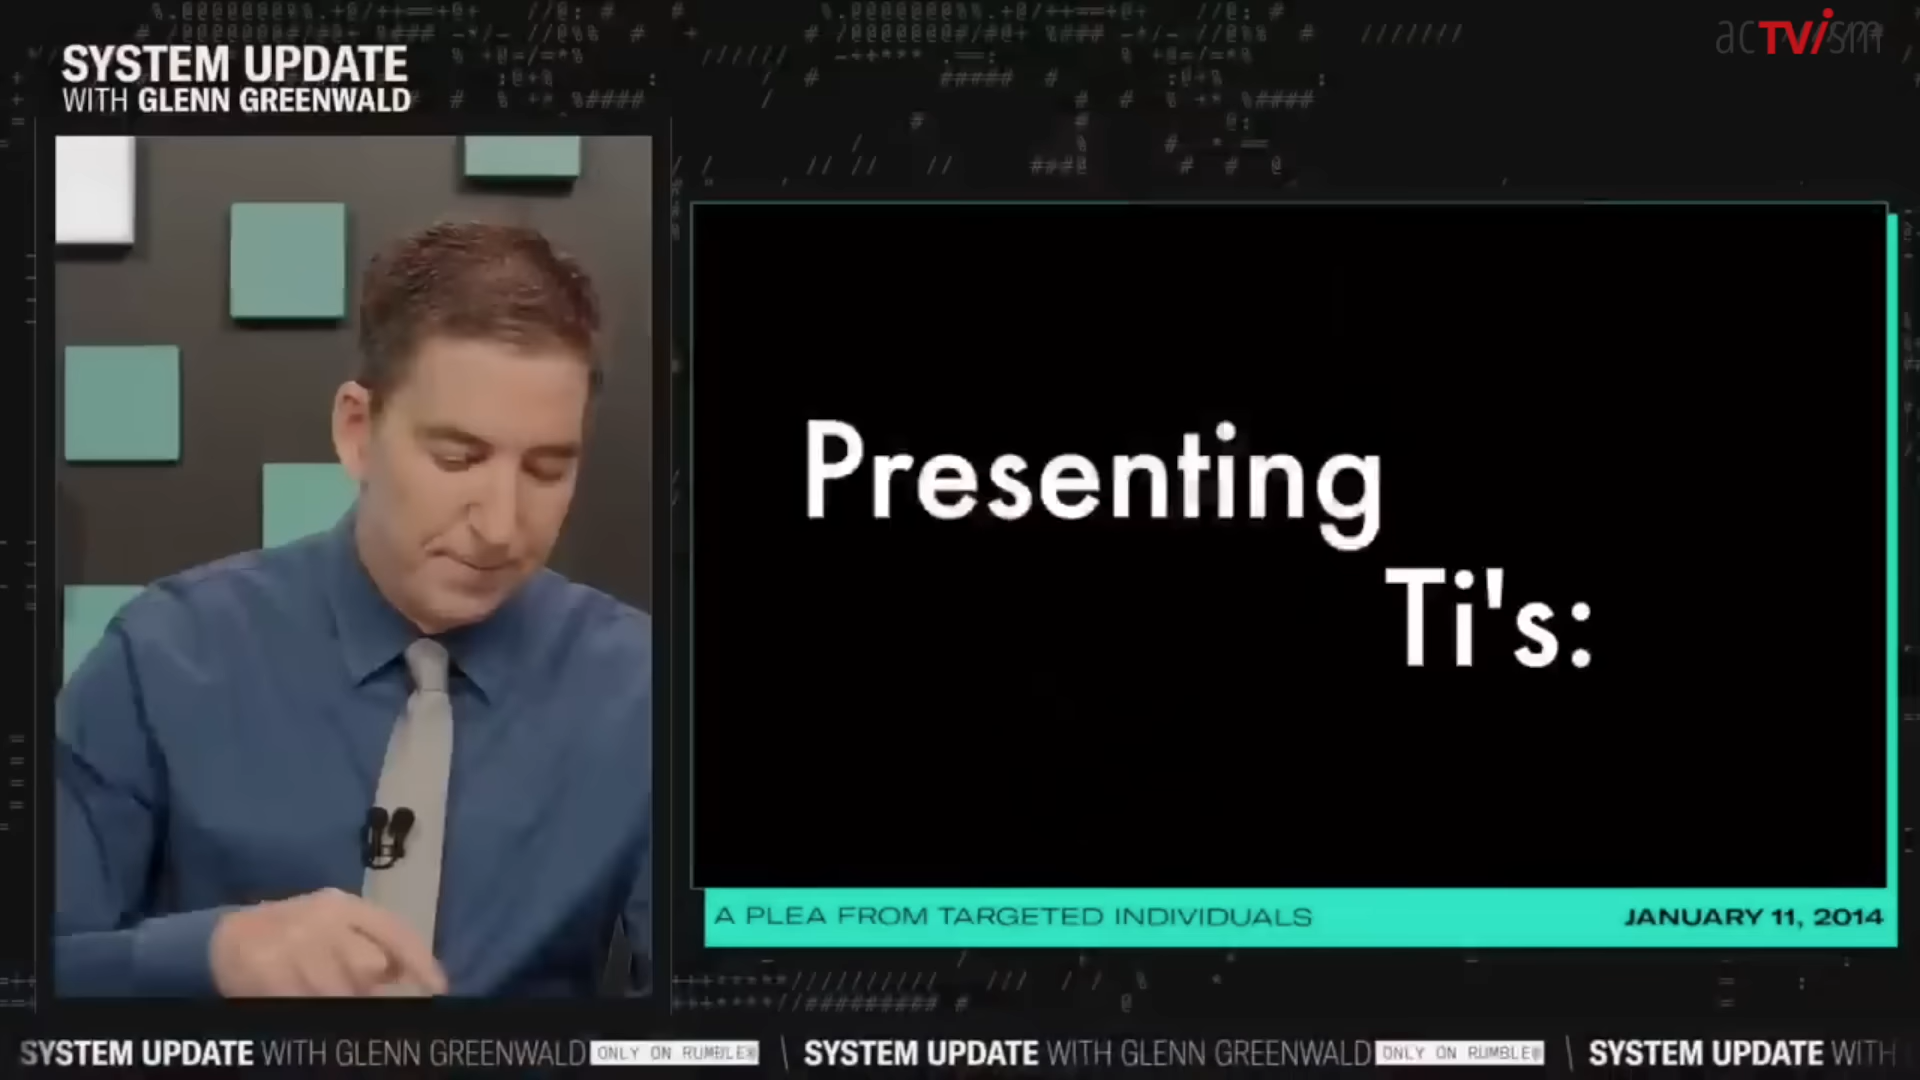 SYSTEM UPDATE
WITH GLENN GREENWALD
acTVism
Presenting
Ti's:
A PLEA FROM TARGETED INDIVIDUALS
JANUARY 11, 2014
SYSTEM UPDATE WITH GLENN GREENWALD ONLY ON RUMBLE \ SYSTEM UPDATE WITH GLENN GREENWALD ONLY ON RUMBLE \ SYSTEM UPDATE WITH